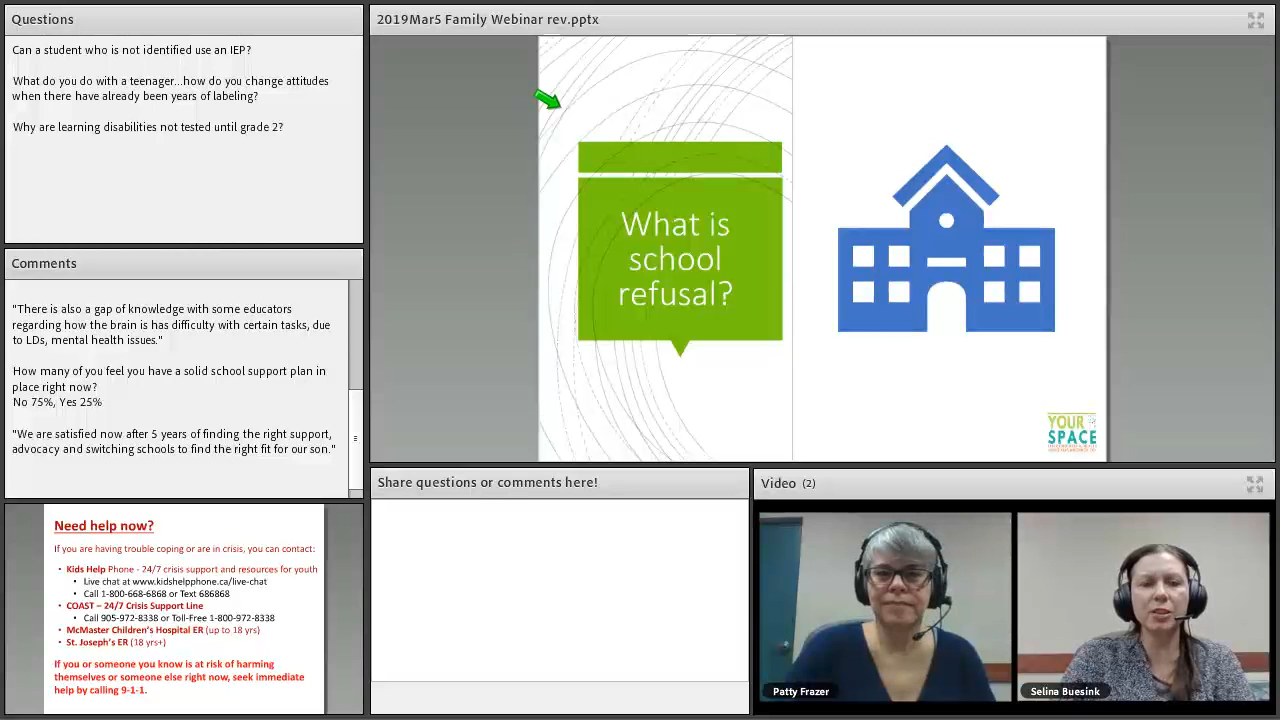 Questions
Can a student who is not identified use an IEP?
What do you do with a teenager...how do you change attitudes
when there have already been years of labeling?
Why are learning disabilities not tested until grade 2?
Comments
"There is also a gap of knowledge with some educators
regarding how the brain is has difficulty with certain tasks, due
to LDs, mental health issues."
How many of you feel you have a solid school support plan in
place right now?
No 75%, Yes 25%
"We are satisfied now after 5 years of finding the right support,
advocacy and switching schools to find the right fit for our son."
Need help now?
If you are having trouble coping or are in crisis, you can contact:
• Kids Help Phone - 24/7 crisis support and resources for youth
• Live chat at www.kidshelpphone.ca/live-chat
• Call 1-800-668-6868 or Text 686868
• COAST – 24/7 Crisis Support Line
• Call 905-972-8338 or Toll-Free 1-800-972-8338
• McMaster Children's Hospital ER (up to 18 yrs)
• St. Joseph's ER (18 yrs+)
If you or someone you know is at risk of harming
themselves or someone else right now, seek immediate
help by calling 9-1-1.
2019Mar5 Family Webinar rev.pptx
What is
school
refusal?
YOUR
SPACE
Share questions or comments here!
Video (2)
Patty Frazer
Selina Buesink